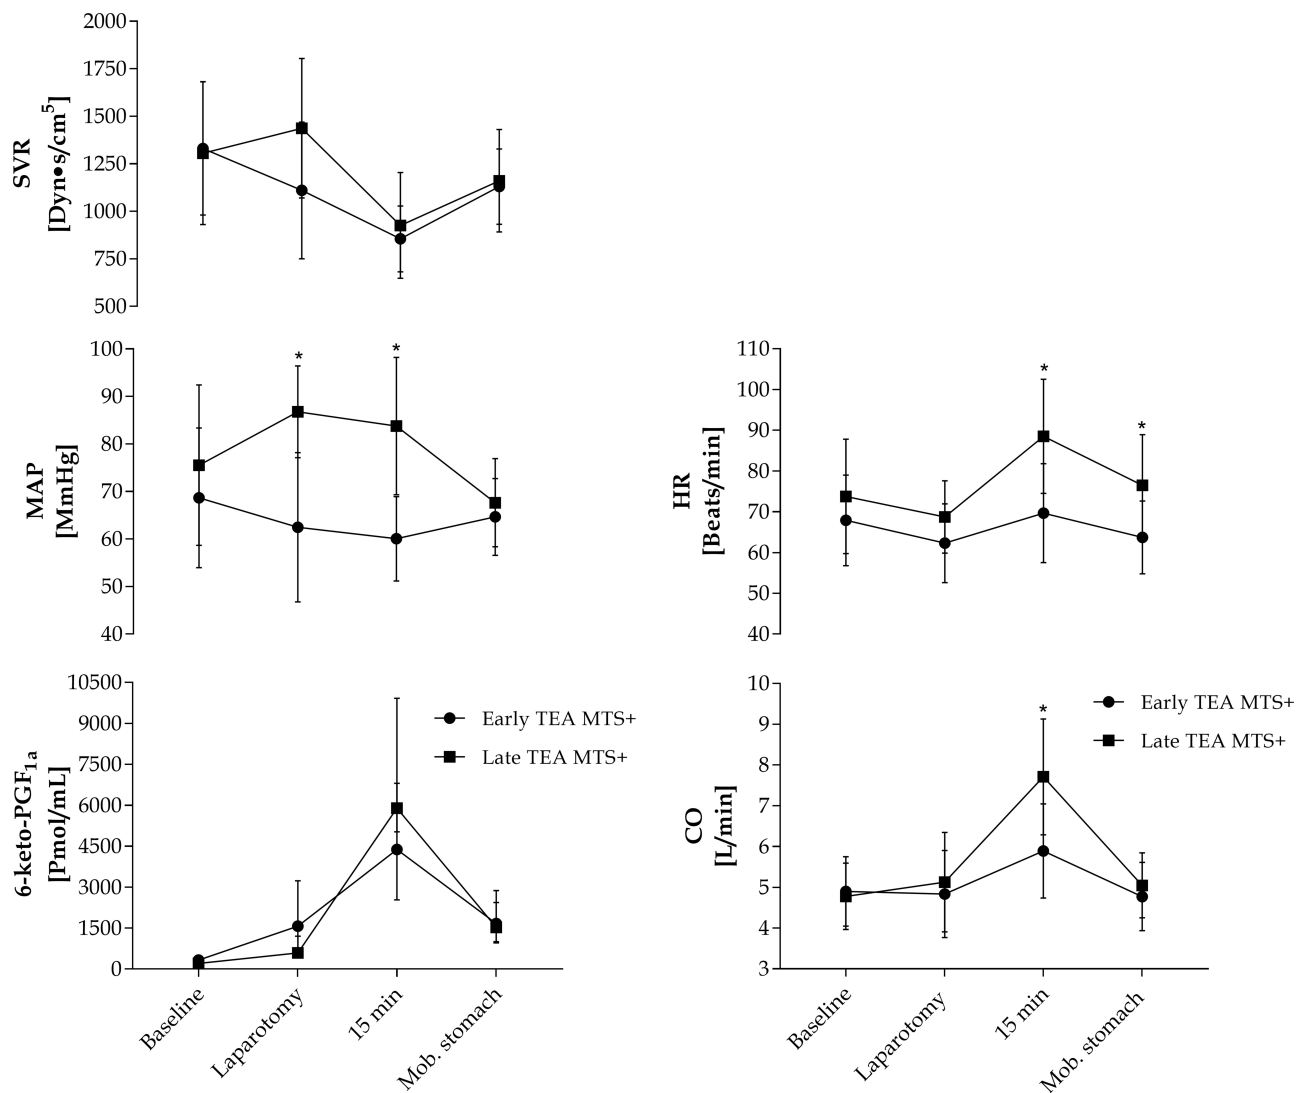 SVR
[Dyn•s/cm⁵]
2000
1750
1500
1250
1000
750
500
MAP
[MmHg]
100
90
80
70
60
50
40
*
*
HR
[Beats/min]
110
100
90
80
70
60
50
40
*
*
6-keto-PGF₁ₐ
[Pmol/mL]
10500
9000
7500
6000
4500
3000
1500
0
Early TEA MTS+
Late TEA MTS+
Baseline
Laparotomy
15 min
Mob. stomach
CO
[L/min]
10
9
8
7
6
5
4
3
*
Early TEA MTS+
Late TEA MTS+
Baseline
Laparotomy
15 min
Mob. stomach